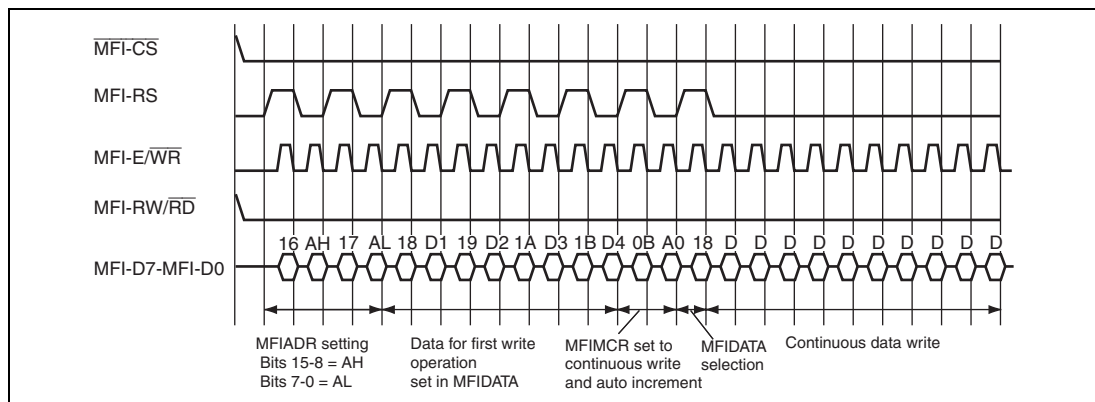 MFI-CS
MFI-RS
MFI-E/WR
MFI-RW/RD
16 AH 17 AL 18 D1 19 D2 1A D3 1B D4 0B A0 18 D D D D D D D D D D
MFI-D7-MFI-D0
MFIADR setting
Bits 15-8 = AH
Bits 7-0 = AL
Data for first write
operation
set in MFIDATA
MFIMCR set to
continuous write
and auto increment
MFIDATA
selection
Continuous data write